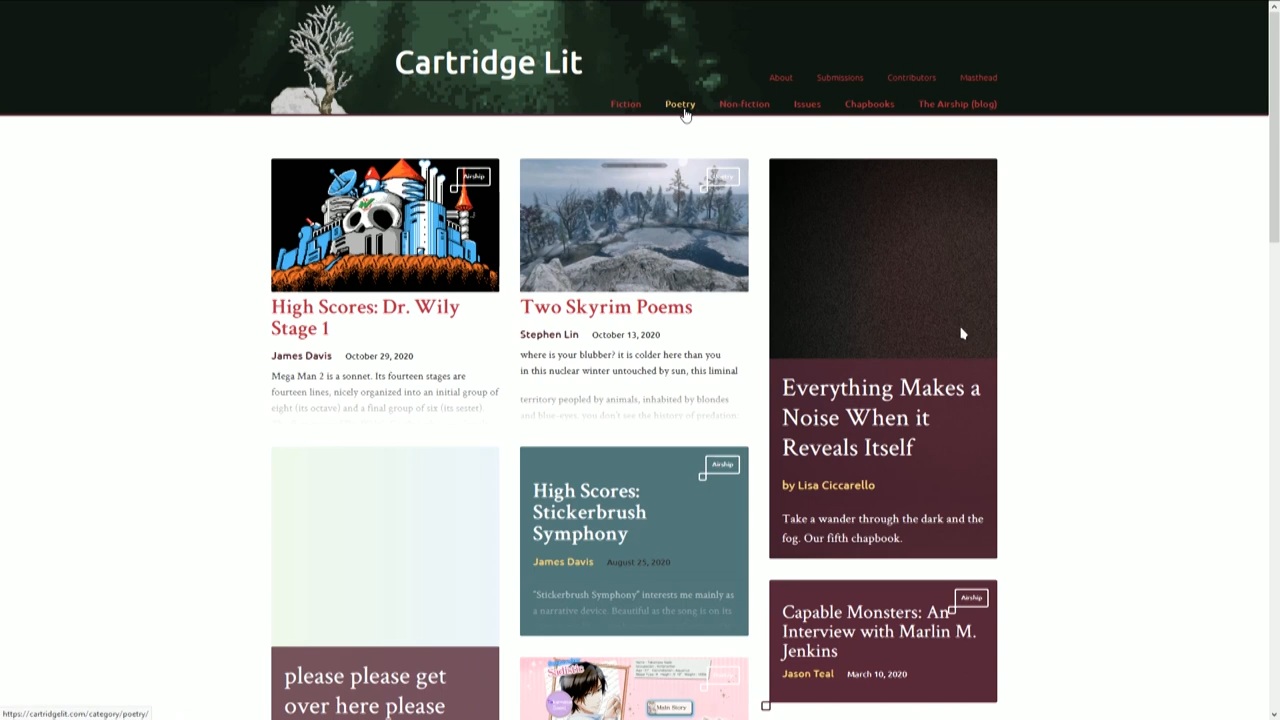 Cartridge Lit
About Submissions Contributors Masthead
Fiction Poetry Non-fiction Issues Chapbooks The Airship (blog)
Airship
High Scores: Dr. Wily
Stage 1
James Davis October 29, 2020
Mega Man 2 is a sonnet. Its fourteen stages are
fourteen lines, nicely organized into an initial group of
eight (its octave) and a final group of six (its sestet).
Two Skyrim Poems
Stephen Lin October 13, 2020
where is your blubber? it is colder here than you
in this nuclear winter untouched by sun, this liminal
territory peopled by animals, inhabited by blondes
and blue-eyes, you don't see the history of predation,
Everything Makes a
Noise When it
Reveals Itself
by Lisa Ciccarello
Take a wander through the dark and the
fog. Our fifth chapbook.
please please get
over here please
Airship
High Scores:
Stickerbrush
Symphony
James Davis August 25, 2020
"Stickerbrush Symphony" interests me mainly as
a narrative device. Beautiful as the song is on its
Main Story
Airship
Capable Monsters: An
Interview with Marlin M.
Jenkins
Jason Teal March 10, 2020
https://cartridgelit.com/category/poetry/